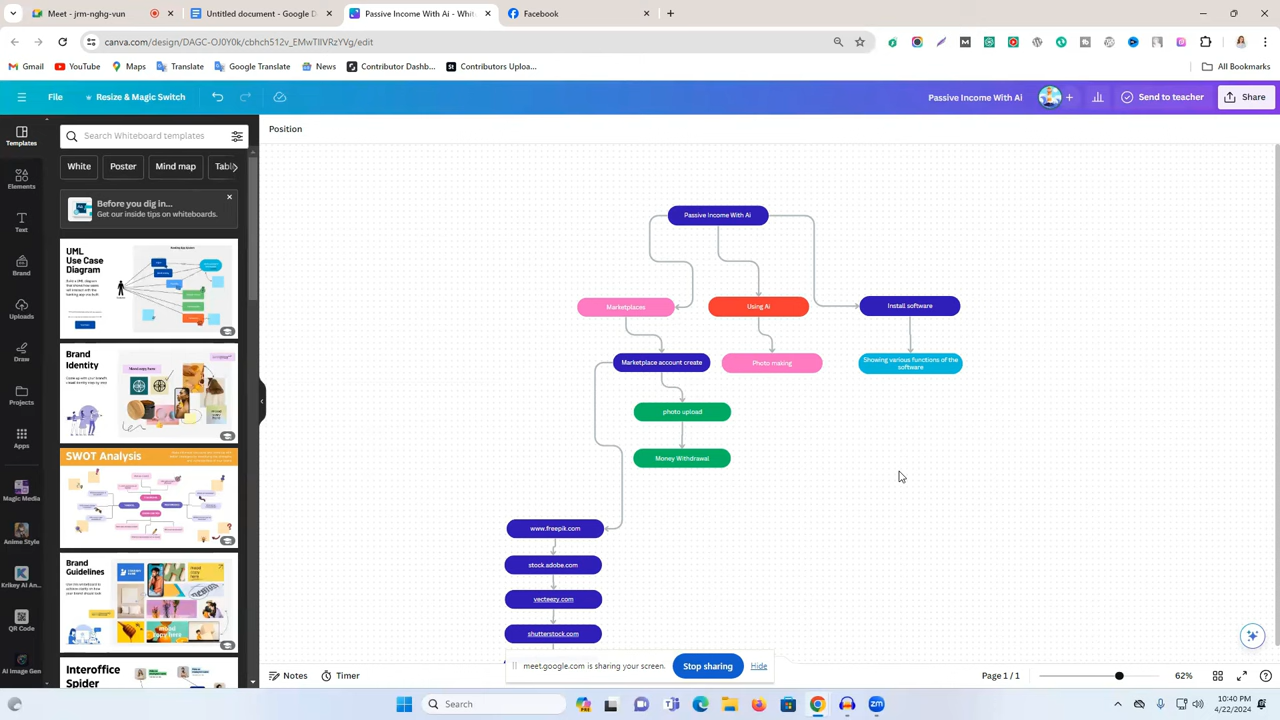 Meet - jrm-nghg-vun
Untitled document - Google D
Passive Income With Ai - Whit
Facebook
canva.com/design/DAGC-OJ0Y0k/cbhch512v_EMwTIIVRzYVg/edit
Gmail
YouTube
Maps
Translate
Google Translate
News
Contributor Dashb...
Contributors Uploa...
All Bookmarks
File
Resize & Magic Switch
Passive Income With Ai
Send to teacher
Share
Templates
Elements
Text
Brand
Uploads
Draw
Projects
Apps
Magic Media
Anime Style
Krikey AI An...
QR Code
AI Image Gen
Search Whiteboard templates
White
Poster
Mind map
Table
Before you dig in...
Get our inside tips on whiteboards.
UML
Use Case
Diagram
Brand
Identity
SWOT Analysis
Brand
Guidelines
Interoffice
Spider
Position
Passive Income With Ai
Marketplaces
Using Ai
Install software
Marketplace account create
Photo making
Showing various functions of the
software
photo upload
Money Withdrawal
www.freepik.com
stock.adobe.com
vecteezy.com
shutterstock.com
meet.google.com is sharing your screen.
Stop sharing
Hide
Notes
Timer
Page 1 / 1
62%
Search
10:40 PM
4/22/2024